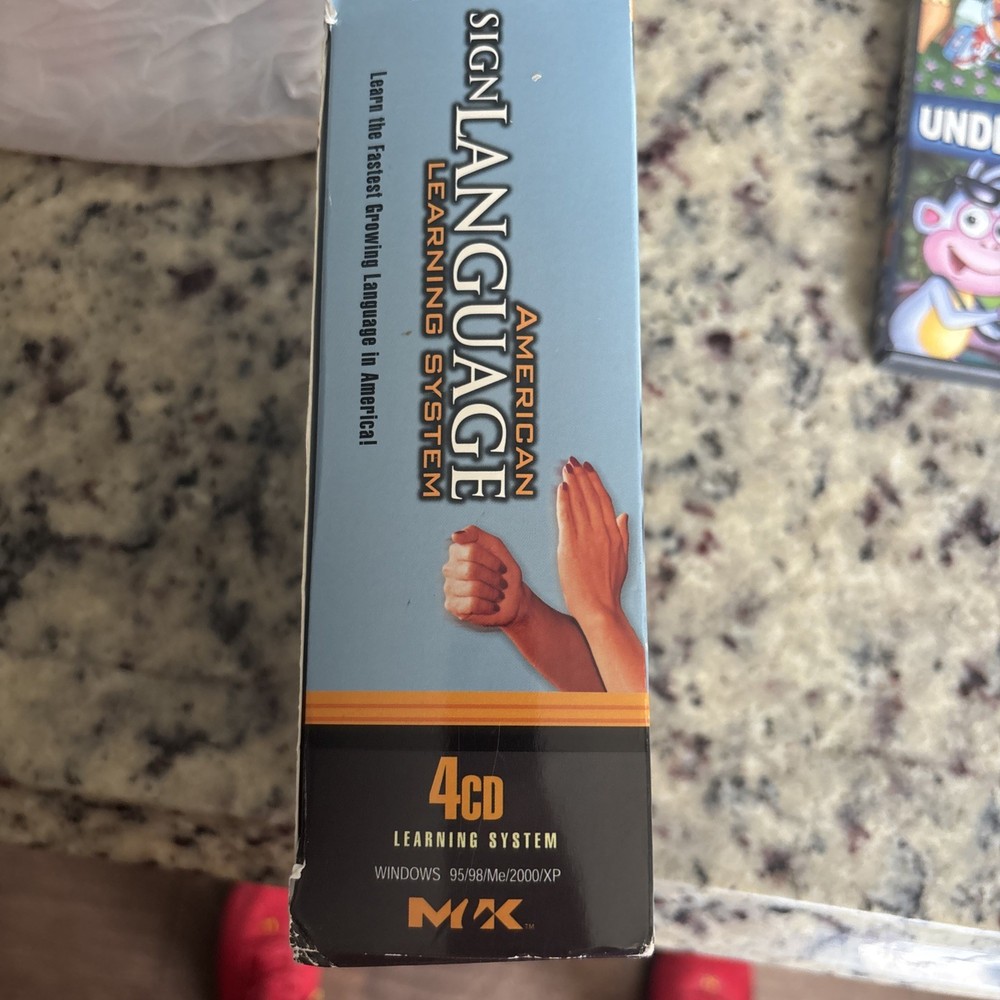 AMERICAN
SIGN LANGUAGE
LEARNING SYSTEM
Learn the Fastest Growing Language in America!
4CD
LEARNING SYSTEM
WINDOWS 95/98/Me/2000/XP
TM
UND